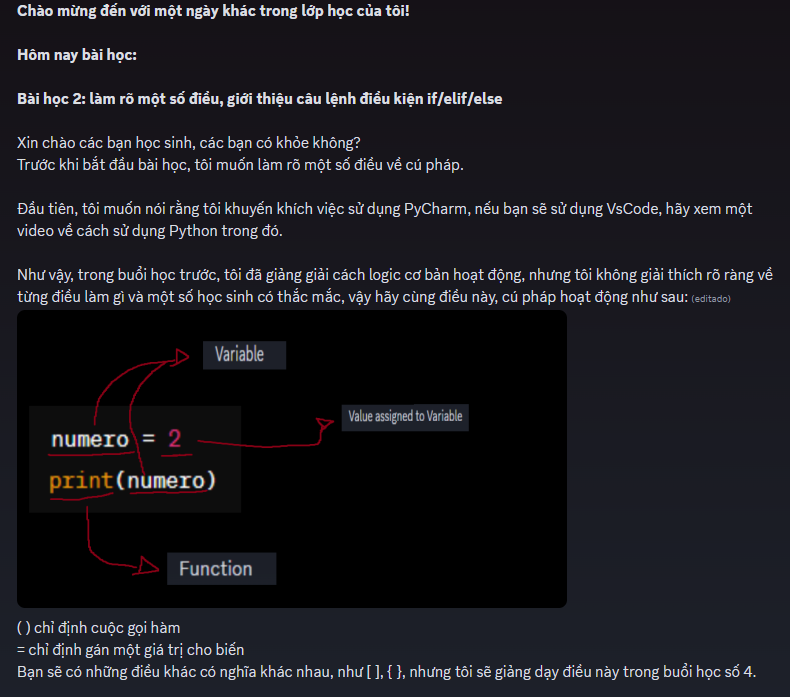 Chào mừng đến với một ngày khác trong lớp học của tôi!
Hôm nay bài học:
Bài học 2: làm rõ một số điều, giới thiệu câu lệnh điều kiện if/elif/else
Xin chào các bạn học sinh, các bạn có khỏe không?
Trước khi bắt đầu bài học, tôi muốn làm rõ một số điều về cú pháp.
Đầu tiên, tôi muốn nói rằng tôi khuyến khích việc sử dụng PyCharm, nếu bạn sẽ sử dụng VsCode, hãy xem một
video về cách sử dụng Python trong đó.
Như vậy, trong buổi học trước, tôi đã giảng giải cách logic cơ bản hoạt động, nhưng tôi không giải thích rõ ràng về
từng điều làm gì và một số học sinh có thắc mắc, vậy hãy cùng điều này, cú pháp hoạt động như sau: (editado)
Variable
Value assigned to Variable
numero = 2
print(numero)
Function
( ) chỉ định cuộc gọi hàm
= chỉ định gán một giá trị cho biến
Bạn sẽ có những điều khác có nghĩa khác nhau, như [ ], { }, nhưng tôi sẽ giảng dạy điều này trong buổi học số 4.